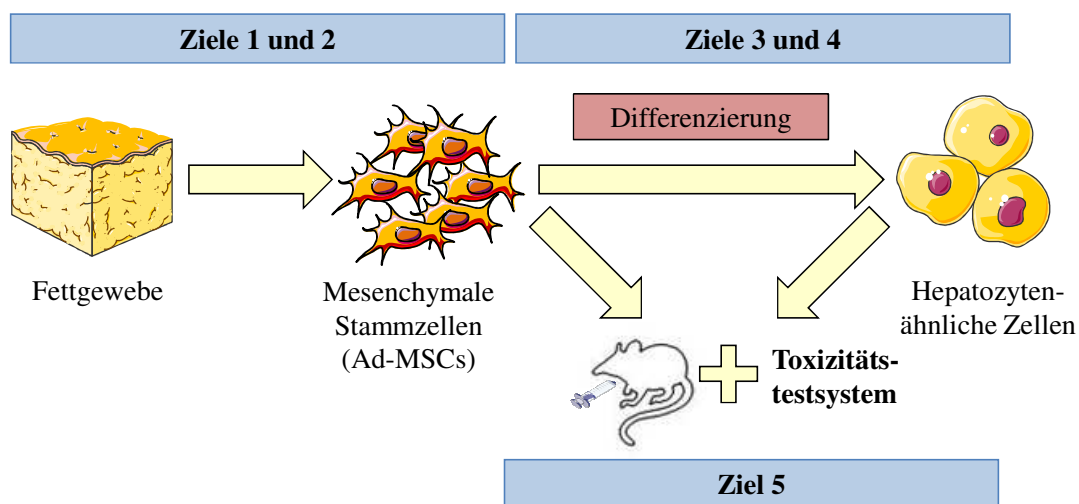 Ziele 1 und 2
Ziele 3 und 4
Differenzierung
Fettgewebe
Mesenchymale
Stammzellen
(Ad-MSCs)
Hepatozyten-
ähnliche Zellen
Toxizitäts-
testsystem
Ziel 5